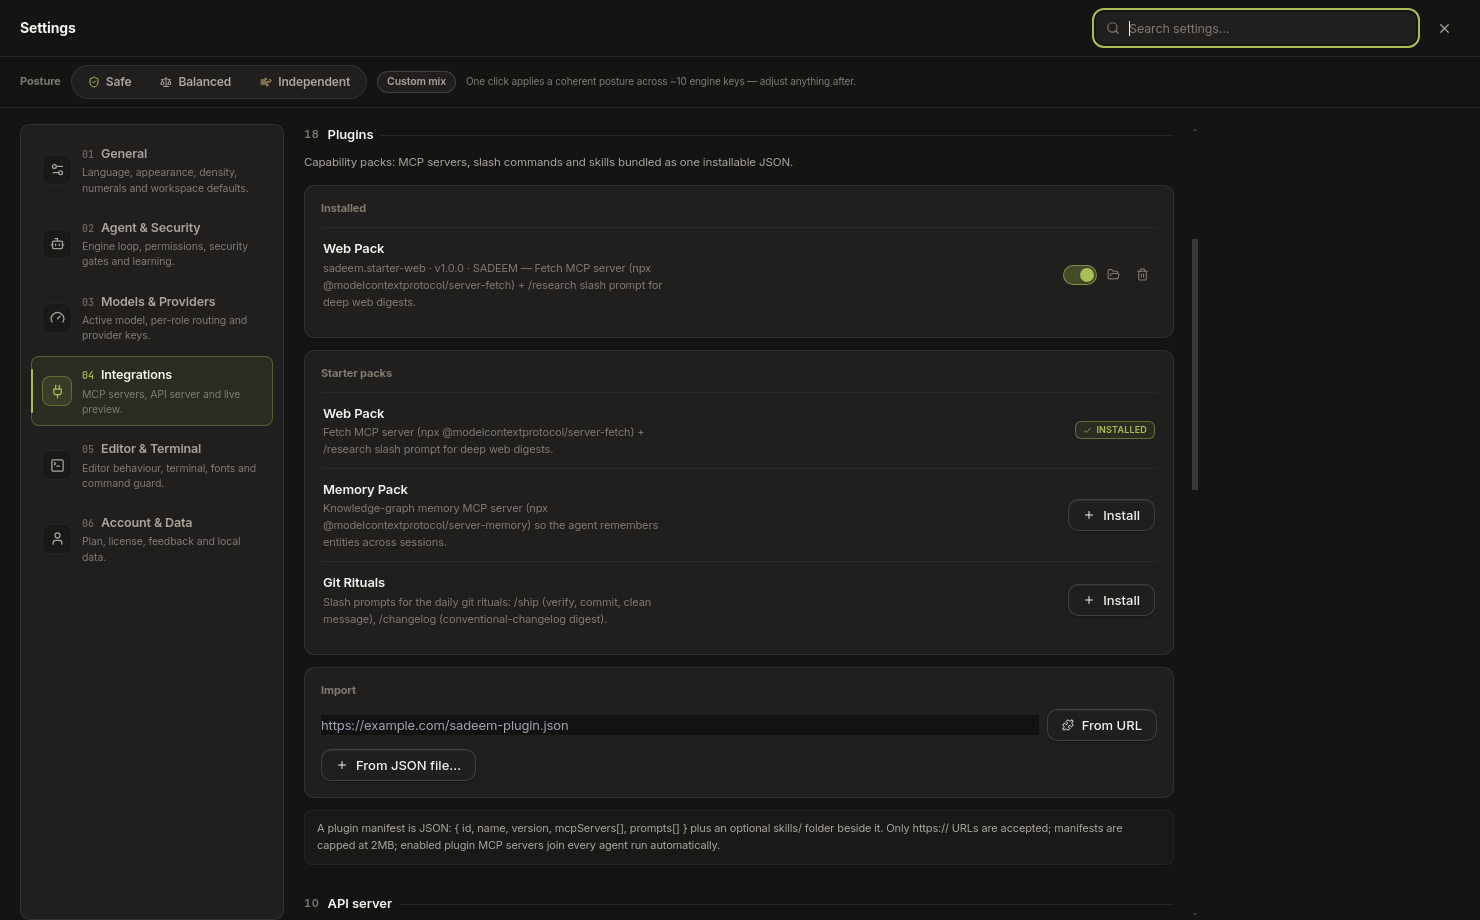 Settings
Search settings...
Posture
Safe
Balanced
Independent
Custom mix
One click applies a coherent posture across ~10 engine keys — adjust anything after.
01 General
Language, appearance, density,
numerals and workspace defaults.
02 Agent & Security
Engine loop, permissions, security
gates and learning.
03 Models & Providers
Active model, per-role routing and
provider keys.
04 Integrations
MCP servers, API server and live
preview.
05 Editor & Terminal
Editor behaviour, terminal, fonts and
command guard.
06 Account & Data
Plan, license, feedback and local
data.
18 Plugins
Capability packs: MCP servers, slash commands and skills bundled as one installable JSON.
Installed
Web Pack
sadeem.starter-web · v1.0.0 · SADEEM — Fetch MCP server (npx
@modelcontextprotocol/server-fetch) + /research slash prompt for
deep web digests.
Starter packs
Web Pack
Fetch MCP server (npx @modelcontextprotocol/server-fetch) +
/research slash prompt for deep web digests.
INSTALLED
Memory Pack
Knowledge-graph memory MCP server (npx
@modelcontextprotocol/server-memory) so the agent remembers
entities across sessions.
Install
Git Rituals
Slash prompts for the daily git rituals: /ship (verify, commit, clean
message), /changelog (conventional-changelog digest).
Install
Import
https://example.com/sadeem-plugin.json
From URL
From JSON file...
A plugin manifest is JSON: { id, name, version, mcpServers[], prompts[] } plus an optional skills/ folder beside it. Only https:// URLs are accepted; manifests are
capped at 2MB; enabled plugin MCP servers join every agent run automatically.
10 API server